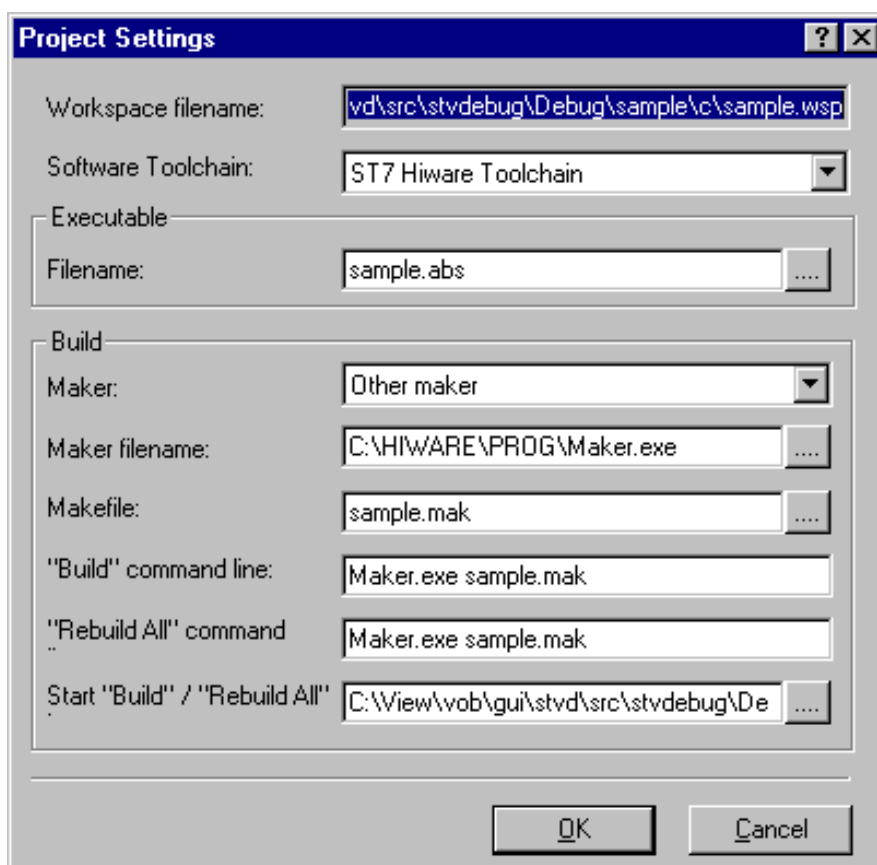 Project Settings
Workspace filename: vd\src\stvdebug\Debug\sample\c\sample.wsp
Software Toolchain: ST7 Hiware Toolchain
Executable
Filename: sample.abs ....
Build
Maker: Other maker
Maker filename: C:\HIWARE\PROG\Maker.exe ....
Makefile: sample.mak ....
"Build" command line: Maker.exe sample.mak
"Rebuild All" command Maker.exe sample.mak
Start "Build" / "Rebuild All" C:\View\vob\gui\stvd\src\stvdebug\De ....
OK Cancel